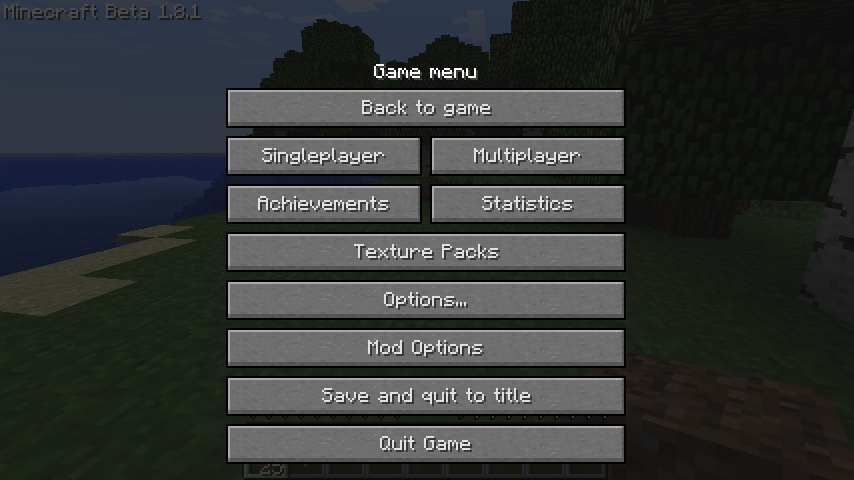 Minecraft Beta 1.8.1
Game menu
Back to game
Singleplayer
Multiplayer
Achievements
Statistics
Texture Packs
Options...
Mod Options
Save and quit to title
Quit Game